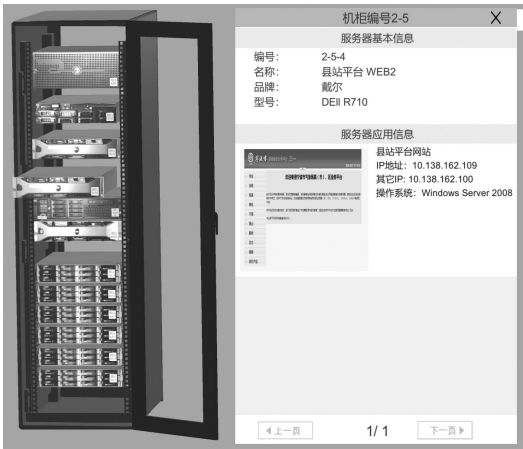 机柜编号2-5 X
服务器基本信息
编号: 2-5-4
名称: 县站平台 WEB2
品牌: 戴尔
型号: DEll R710
服务器应用信息
县站平台网站
IP地址: 10.138.162.109
其它IP: 10.138.162.100
操作系统: Windows Server 2008
上一页 1/ 1 下一页